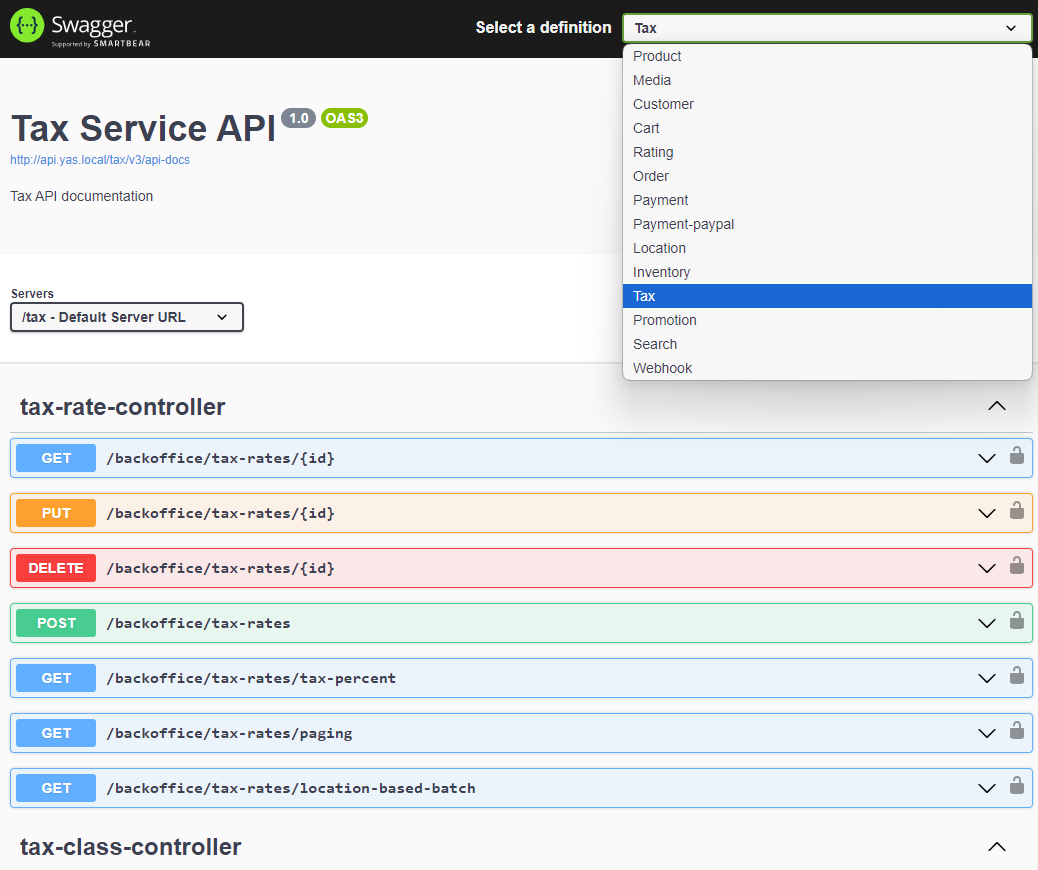 Swagger.
Supported by SMARTBEAR
Select a definition
Tax
Product
Media
Customer
Cart
Rating
Order
Payment
Payment-paypal
Location
Inventory
Tax
Promotion
Search
Webhook
Tax Service API 1.0 OAS3
http://api.yas.local/tax/v3/api-docs
Tax API documentation
Servers
/tax - Default Server URL
tax-rate-controller
GET /backoffice/tax-rates/{id}
PUT /backoffice/tax-rates/{id}
DELETE /backoffice/tax-rates/{id}
POST /backoffice/tax-rates
GET /backoffice/tax-rates/tax-percent
GET /backoffice/tax-rates/paging
GET /backoffice/tax-rates/location-based-batch
tax-class-controller